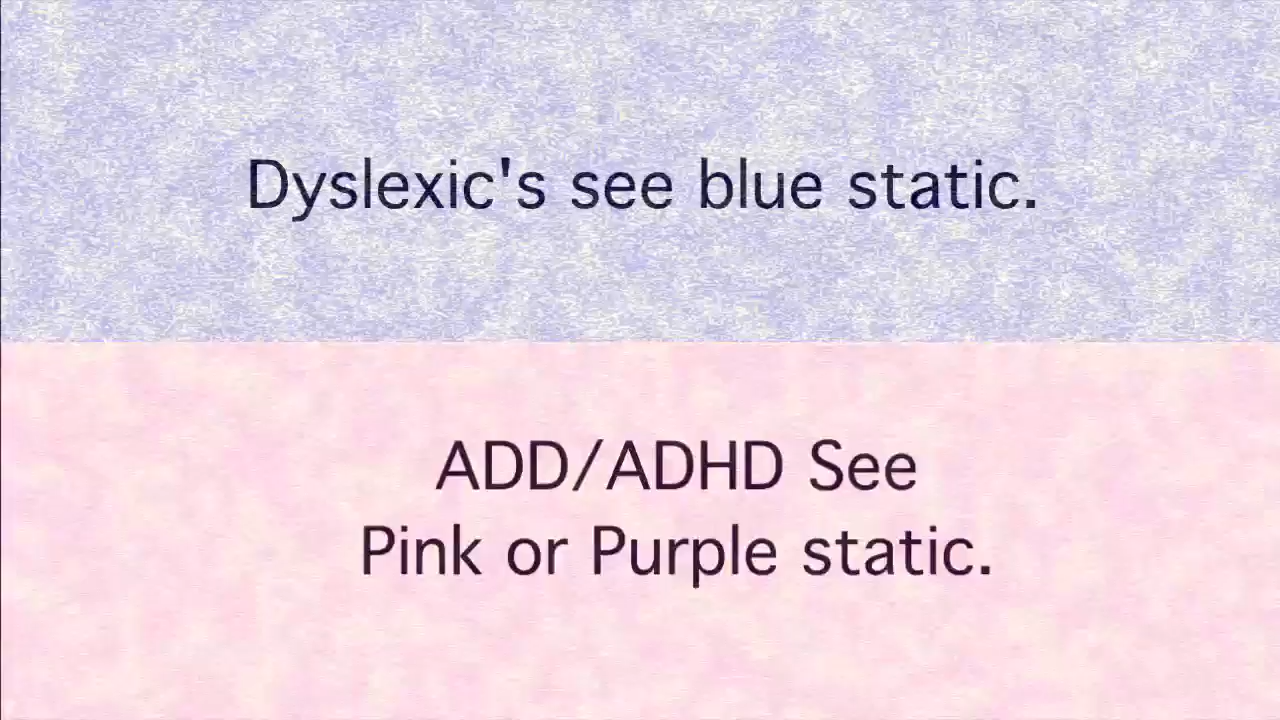 Dyslexic's see blue static.
ADD/ADHD See
Pink or Purple static.